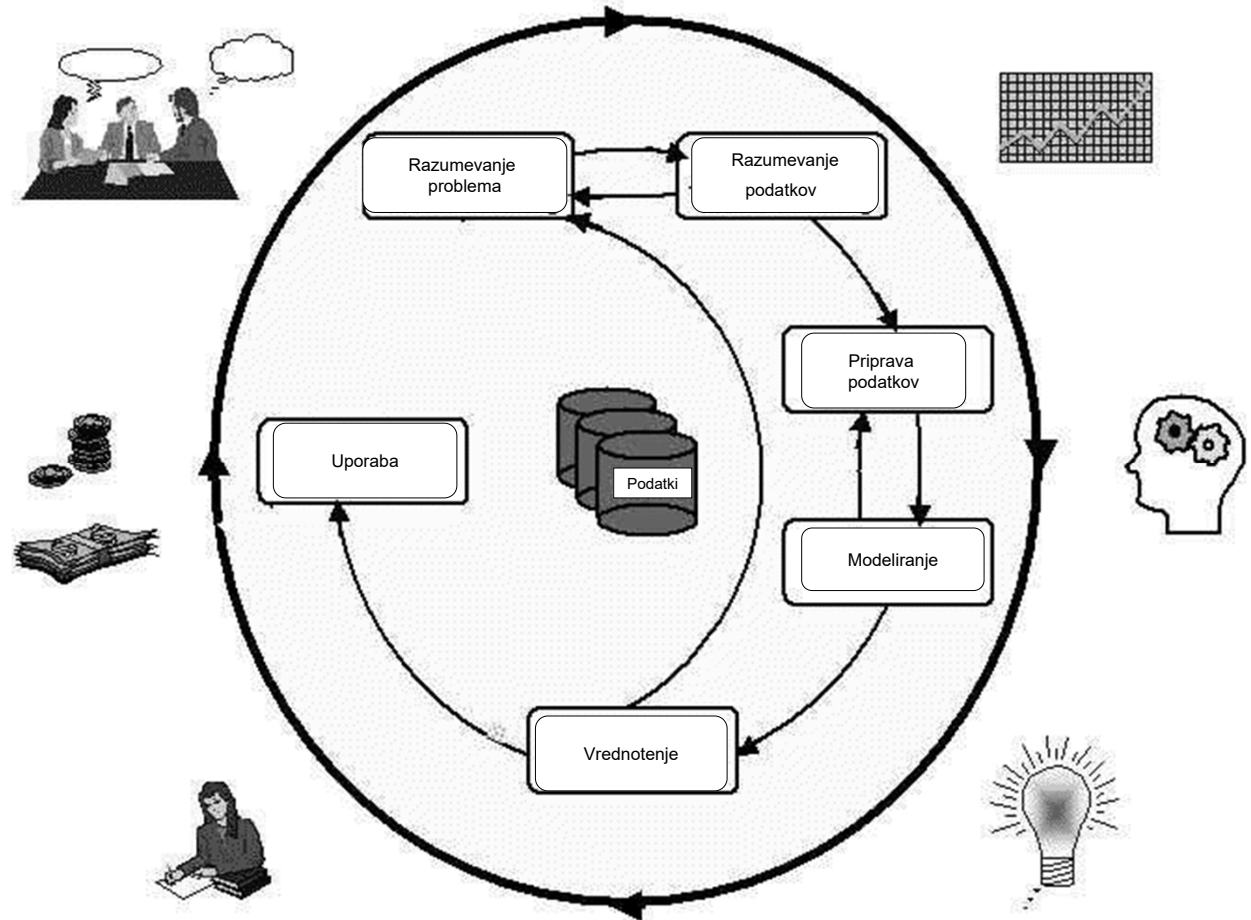 Razumevanje
problema
Razumevanje
podatkov
Priprava
podatkov
Uporaba
Podatki
Modeliranje
Vrednotenje